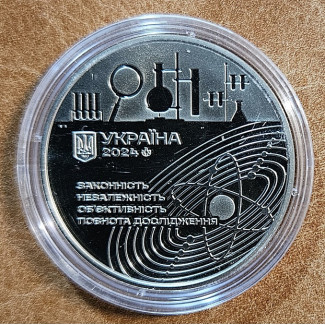 УКРАЇНА
2024
ЗАКОННІСТЬ
НЕЗАЛЕЖНІСТЬ
ОБ'ЄКТИВНІСТЬ
ПОВНОТА ДОСЛІДЖЕННЯ